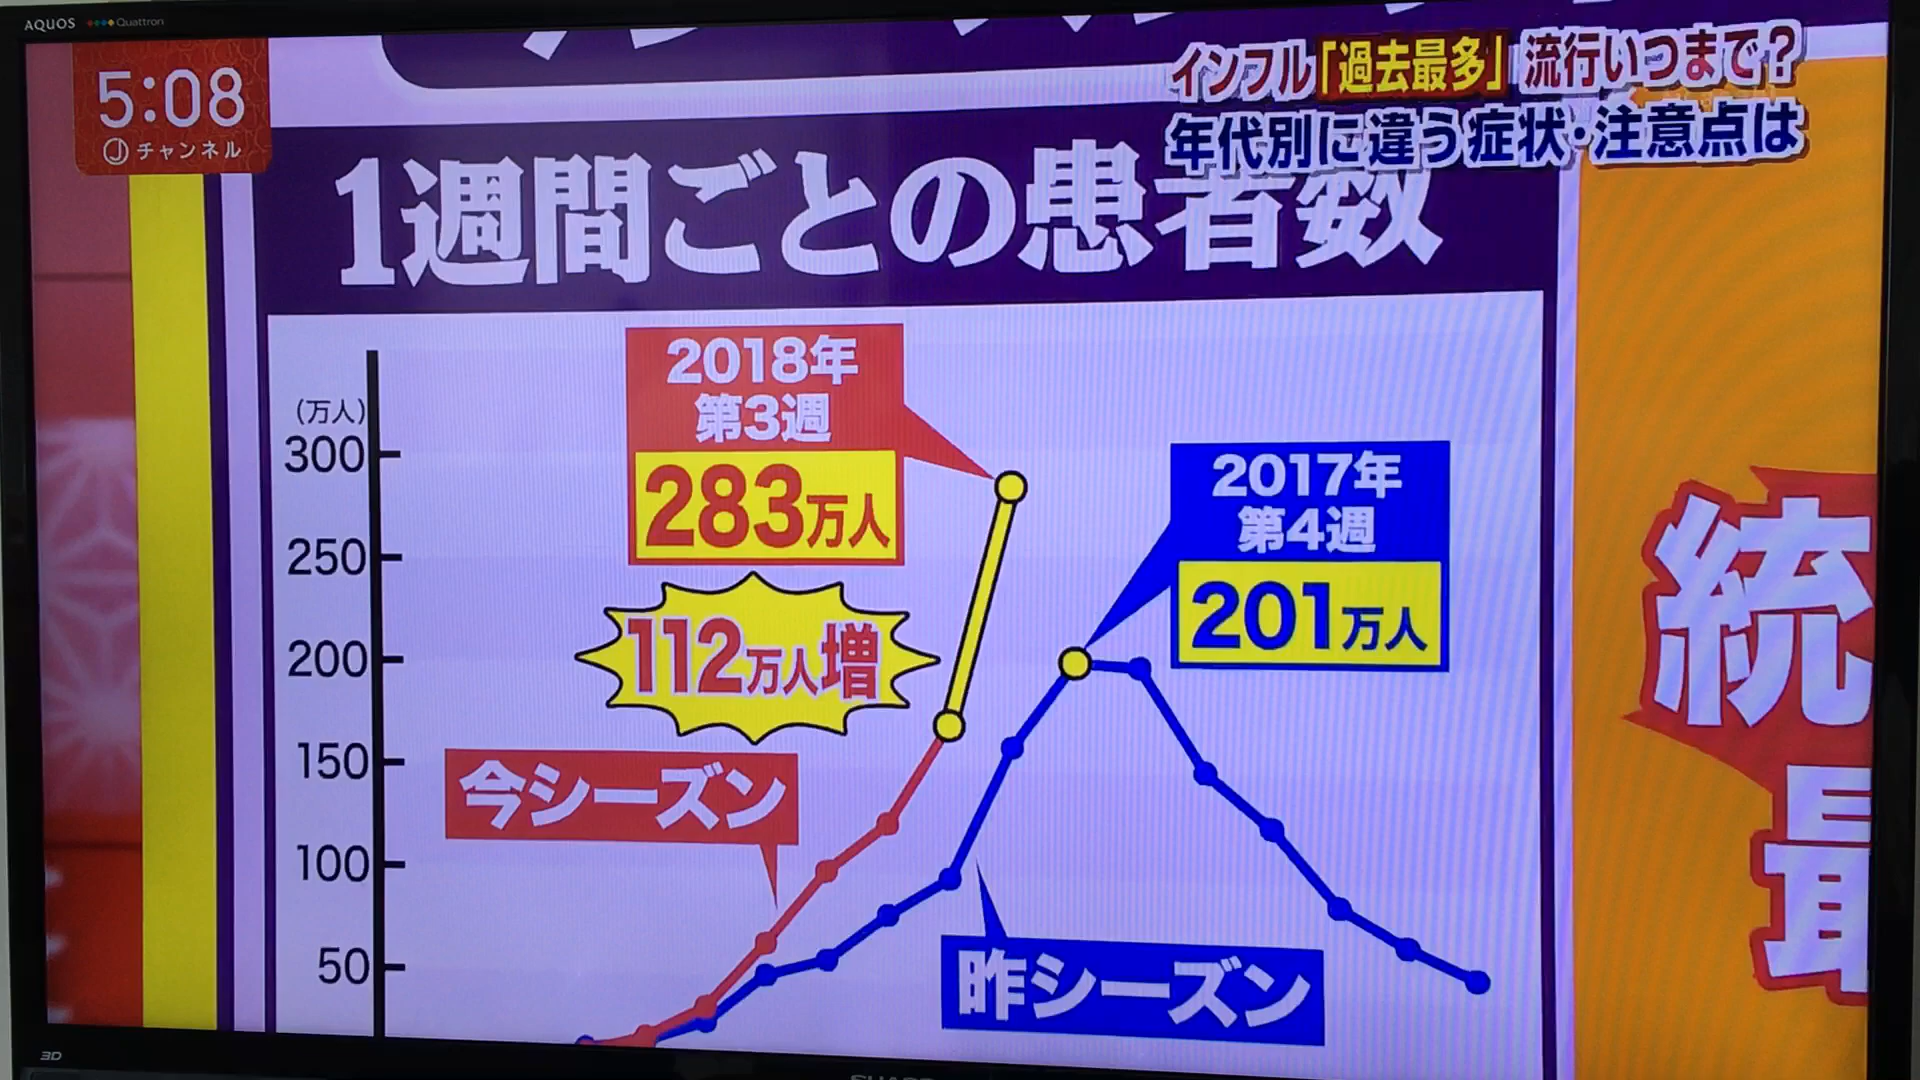 AQUOS Quattron
5:08
Jチャンネル
インフル「過去最多」流行いつまで？
年代別に違う症状・注意点は
1週間ごとの患者数
(万人)
300
250
200
150
100
50
2018年
第3週
283万人
112万人増
今シーズン
2017年
第4週
201万人
昨シーズン
統
最
3D